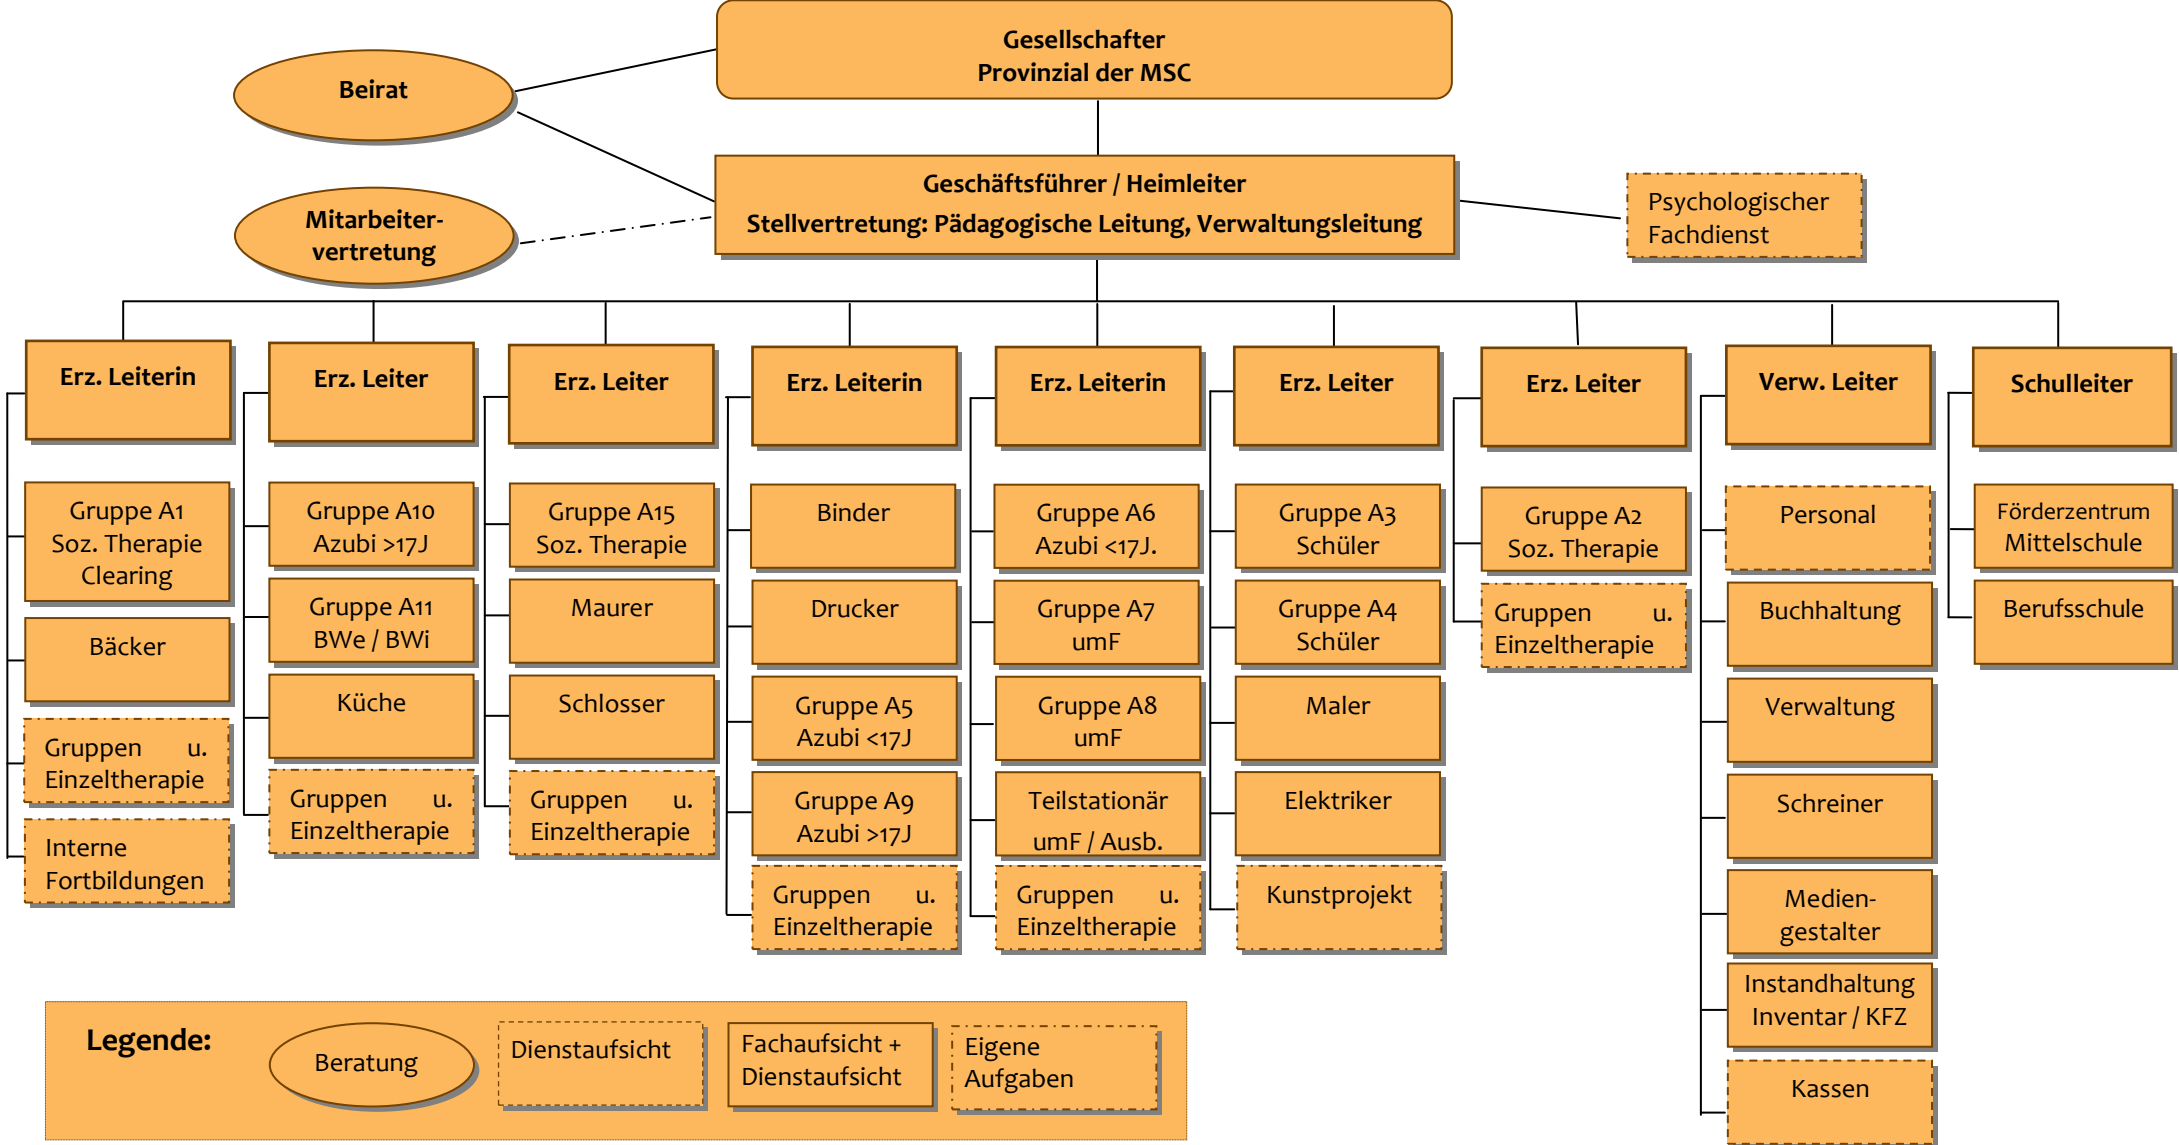 Gesellschafter
Provinzial der MSC
Beirat
Geschäftsführer / Heimleiter
Stellvertretung: Pädagogische Leitung, Verwaltungsleitung
Mitarbeiter-
vertretung
Psychologischer
Fachdienst
Erz. Leiterin
Gruppe A1
Soz. Therapie
Clearing
Bäcker
Gruppen u.
Einzeltherapie
Interne
Fortbildungen
Erz. Leiter
Gruppe A10
Azubi >17J
Gruppe A11
BWe / BWi
Küche
Gruppen u.
Einzeltherapie
Erz. Leiter
Gruppe A15
Soz. Therapie
Maurer
Schlosser
Gruppen u.
Einzeltherapie
Erz. Leiterin
Binder
Drucker
Gruppe A5
Azubi <17J
Gruppe A9
Azubi >17J
Gruppen u.
Einzeltherapie
Erz. Leiterin
Gruppe A6
Azubi <17J.
Gruppe A7
umF
Gruppe A8
umF
Teilstationär
umF / Ausb.
Gruppen u.
Einzeltherapie
Erz. Leiter
Gruppe A3
Schüler
Gruppe A4
Schüler
Maler
Elektriker
Kunstprojekt
Erz. Leiter
Gruppe A2
Soz. Therapie
Gruppen u.
Einzeltherapie
Verw. Leiter
Personal
Buchhaltung
Verwaltung
Schreiner
Medien-
gestalter
Instandhaltung
Inventar / KFZ
Kassen
Schulleiter
Förderzentrum
Mittelschule
Berufsschule
Legende:
Beratung
Dienstaufsicht
Fachaufsicht +
Dienstaufsicht
Eigene
Aufgaben